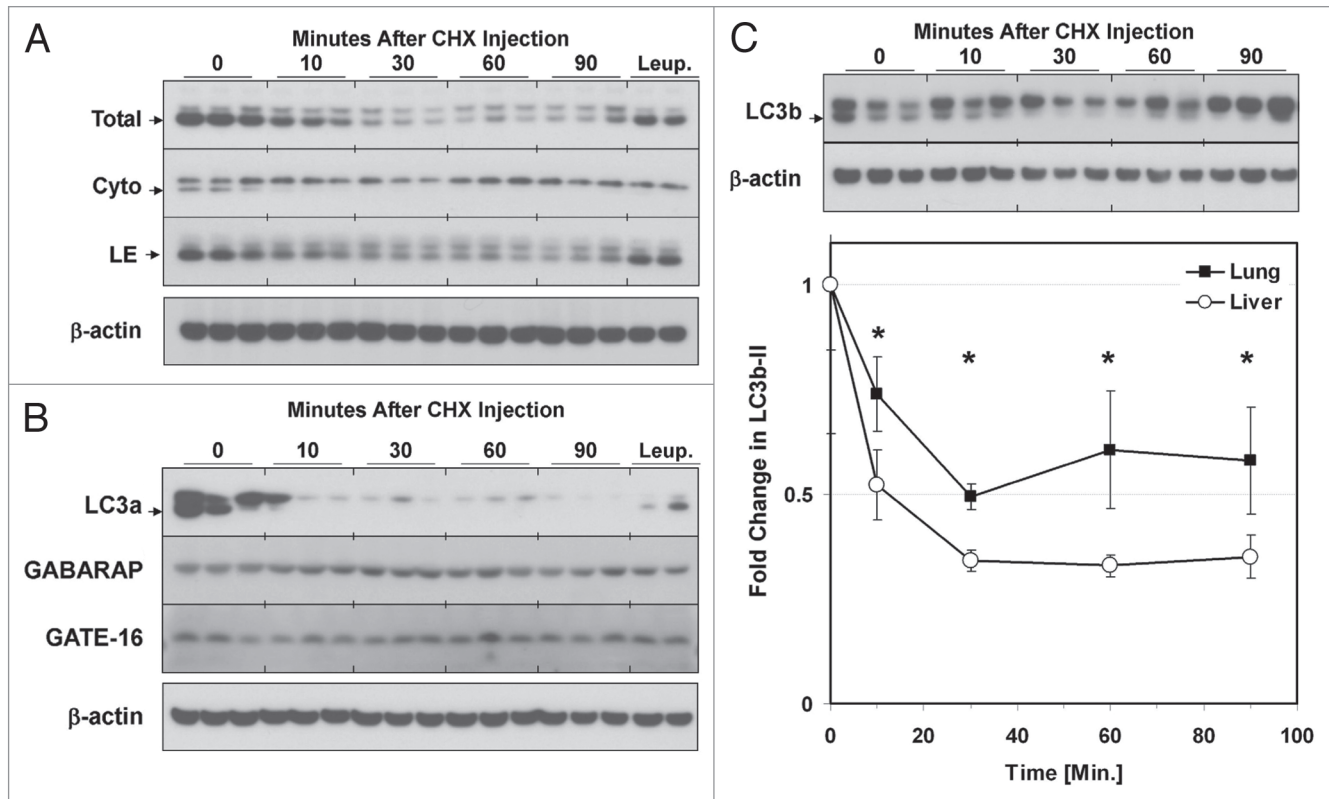 A
Minutes After CHX Injection
0 10 30 60 90 Leup.
Total
Cyto
LE
β-actin
B
Minutes After CHX Injection
0 10 30 60 90 Leup.
LC3a
GABARAP
GATE-16
β-actin
C
Minutes After CHX Injection
0 10 30 60 90
LC3b
β-actin
Lung
Liver
1
0.5
0
* * * *
Fold Change in LC3b-II
0 20 40 60 80 100
Time [Min.]